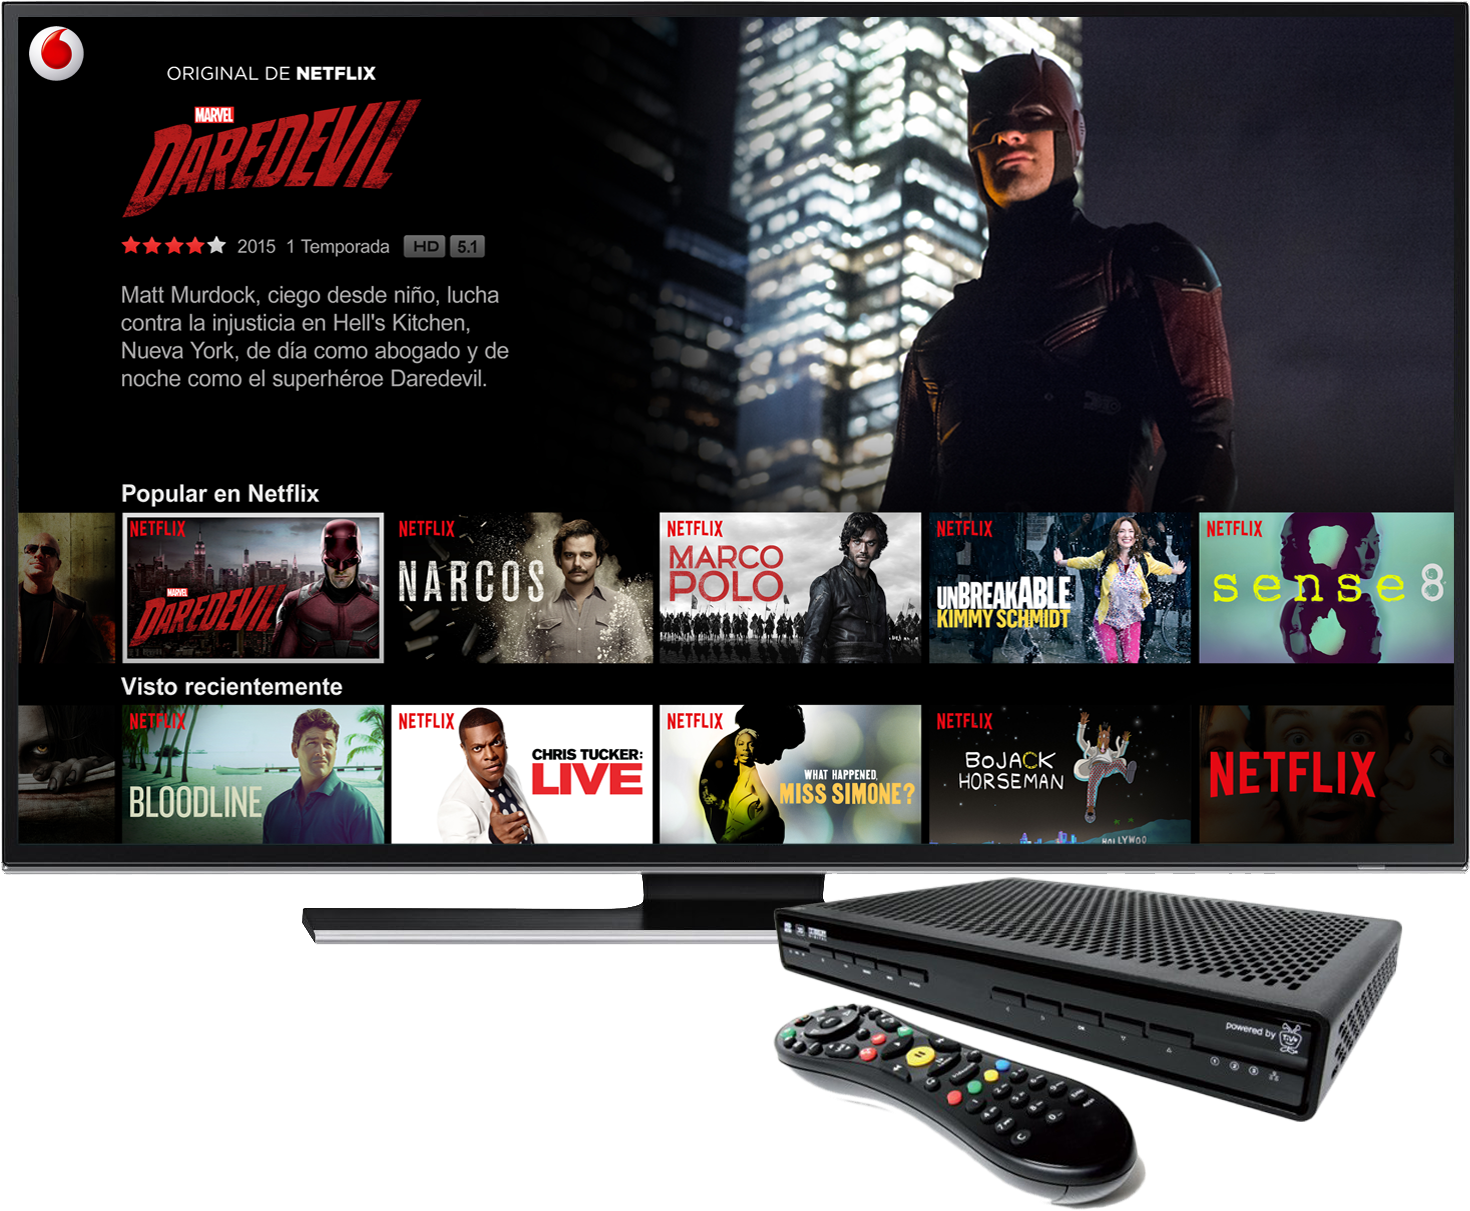 ORIGINAL DE NETFLIX
MARVEL
DAREDEVIL
2015 1 Temporada HD 5.1
Matt Murdock, ciego desde niño, lucha
contra la injusticia en Hell's Kitchen,
Nueva York, de día como abogado y de
noche como el superhéroe Daredevil.
Popular en Netflix
NETFLIX
MARVEL
DAREDEVIL
NETFLIX
NARCOS
NETFLIX
MARCO
POLO
NETFLIX
UNBREAKABLE
KIMMY SCHMIDT
NETFLIX
sense8
Visto recientemente
NETFLIX
BLOODLINE
NETFLIX
CHRIS TUCKER:
LIVE
NETFLIX
WHAT HAPPENED,
MISS SIMONE?
NETFLIX
BOJACK
HORSEMAN
HOLLYWOO
NETFLIX
powered by TiVo